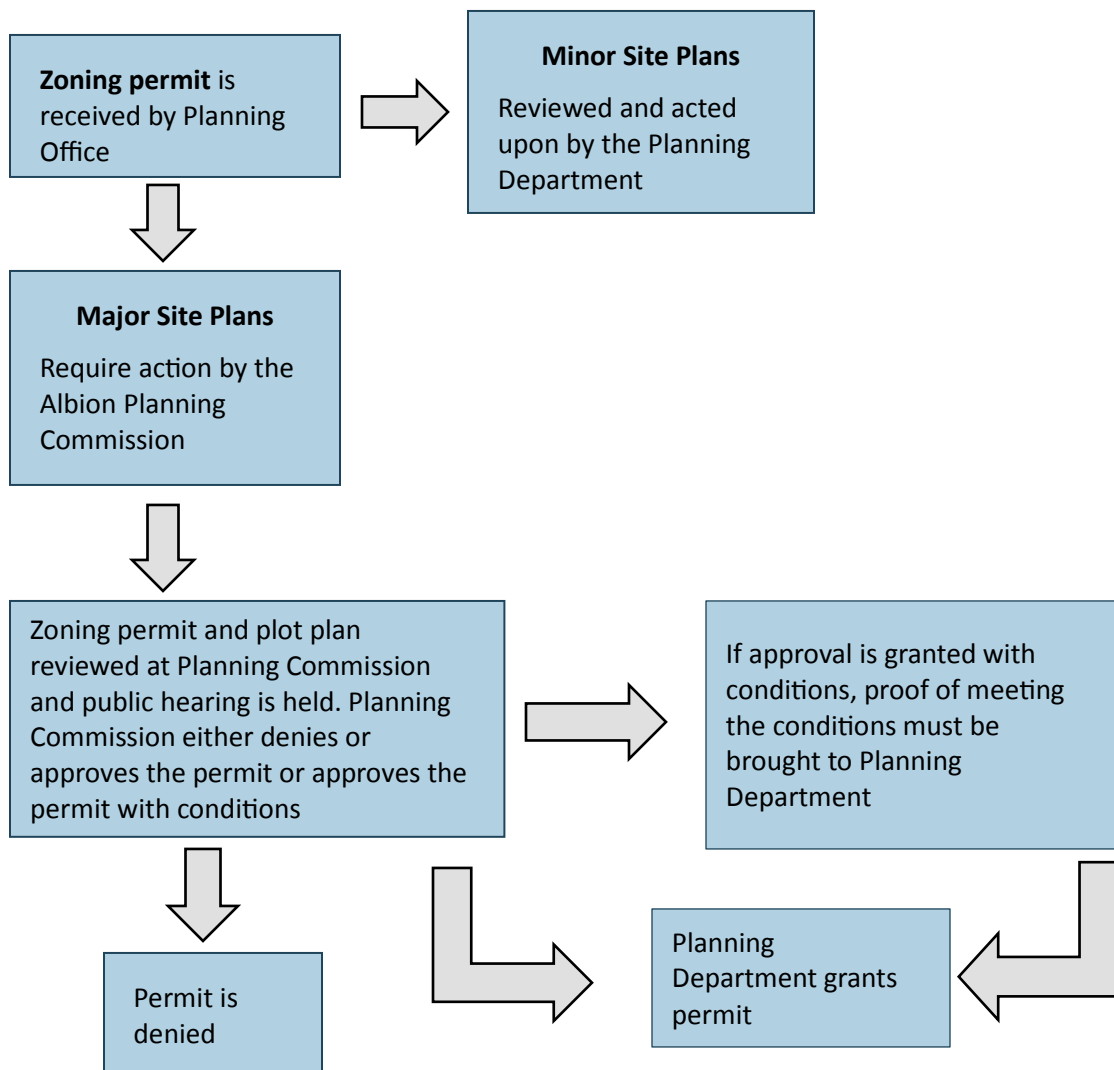 Zoning permit is
received by Planning
Office
Minor Site Plans
Reviewed and acted
upon by the Planning
Department
Major Site Plans
Require action by the
Albion Planning
Commission
Zoning permit and plot plan
reviewed at Planning Commission
and public hearing is held. Planning
Commission either denies or
approves the permit or approves the
permit with conditions
If approval is granted with
conditions, proof of meeting
the conditions must be
brought to Planning
Department
Permit is
denied
Planning
Department grants
permit